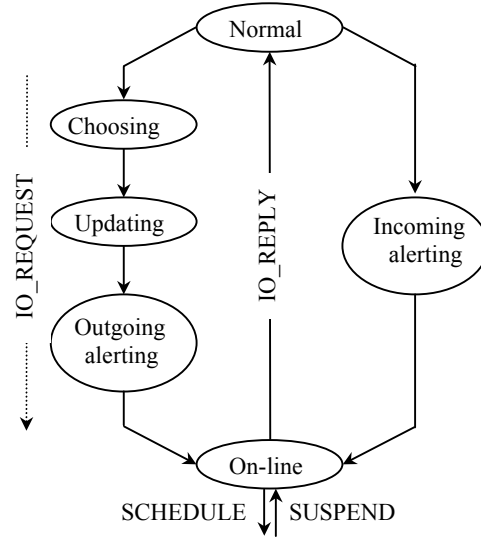 Normal
Choosing
Updating
Outgoing
alerting
IO_REQUEST
IO_REPLY
Incoming
alerting
On-line
SCHEDULE
SUSPEND